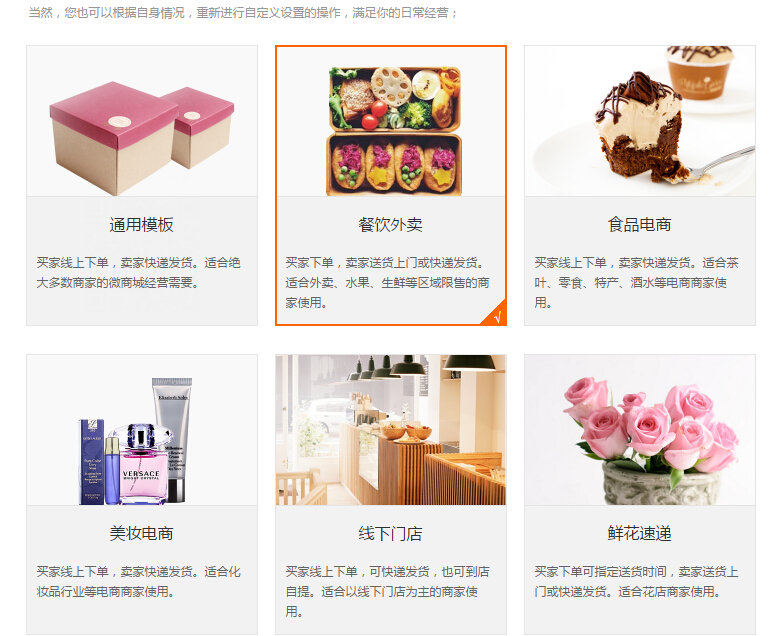 当然，您也可以根据自身情况，重新进行自定义设置的操作，满足你的日常经营；
通用模板
买家线上下单，卖家快递发货。适合绝
大多数商家的微商城经营需要。
餐饮外卖
买家下单，卖家送货上门或快递发货。
适合外卖、水果、生鲜等区域限售的商
家使用。
√
食品电商
买家线上下单，卖家快递发货。适合茶
叶、零食、特产、酒水等电商商家使
用。
VERSACE
BRIGHT CRYSTAL
美妆电商
买家线上下单，卖家快递发货。适合化
妆品行业等电商商家使用。
线下门店
买家线上下单，可快递发货，也可到店
自提。适合以线下门店为主的商家使
用。
鲜花速递
买家下单可指定送货时间，卖家送货上
门或快递发货。适合花店商家使用。